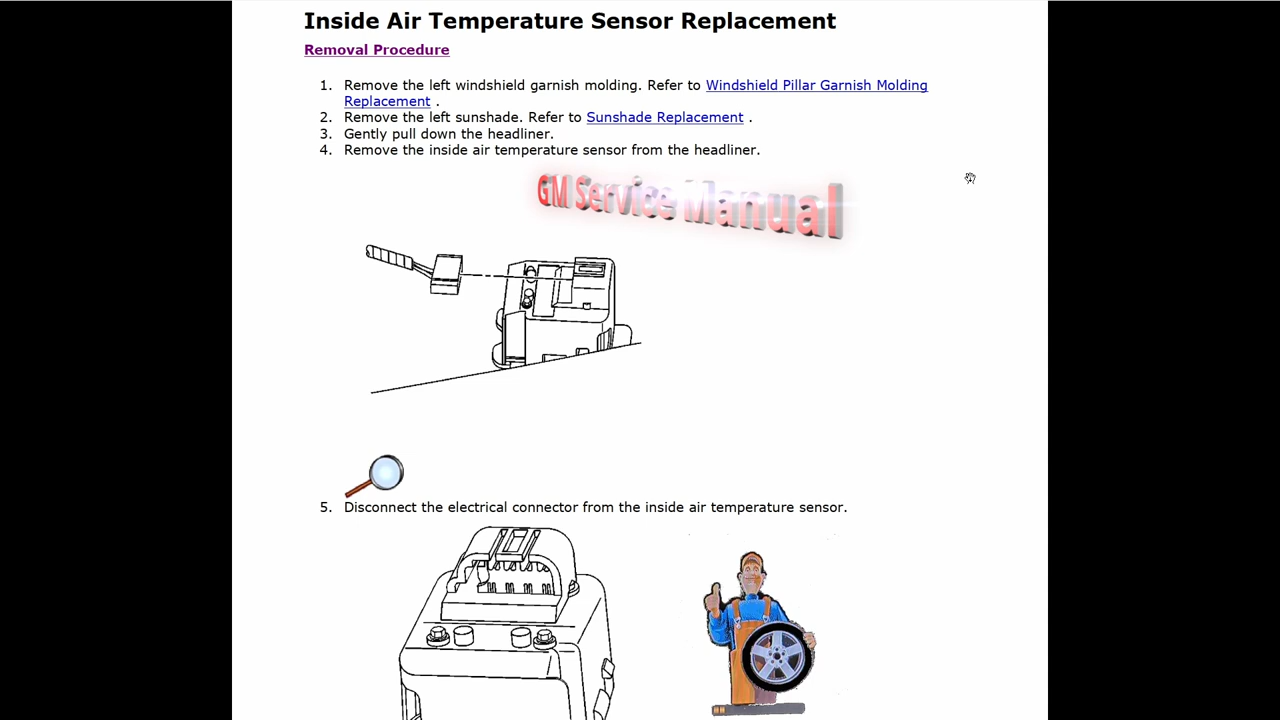 Inside Air Temperature Sensor Replacement
Removal Procedure
1. Remove the left windshield garnish molding. Refer to Windshield Pillar Garnish Molding
Replacement .
2. Remove the left sunshade. Refer to Sunshade Replacement .
3. Gently pull down the headliner.
4. Remove the inside air temperature sensor from the headliner.
GM Service Manual
5. Disconnect the electrical connector from the inside air temperature sensor.